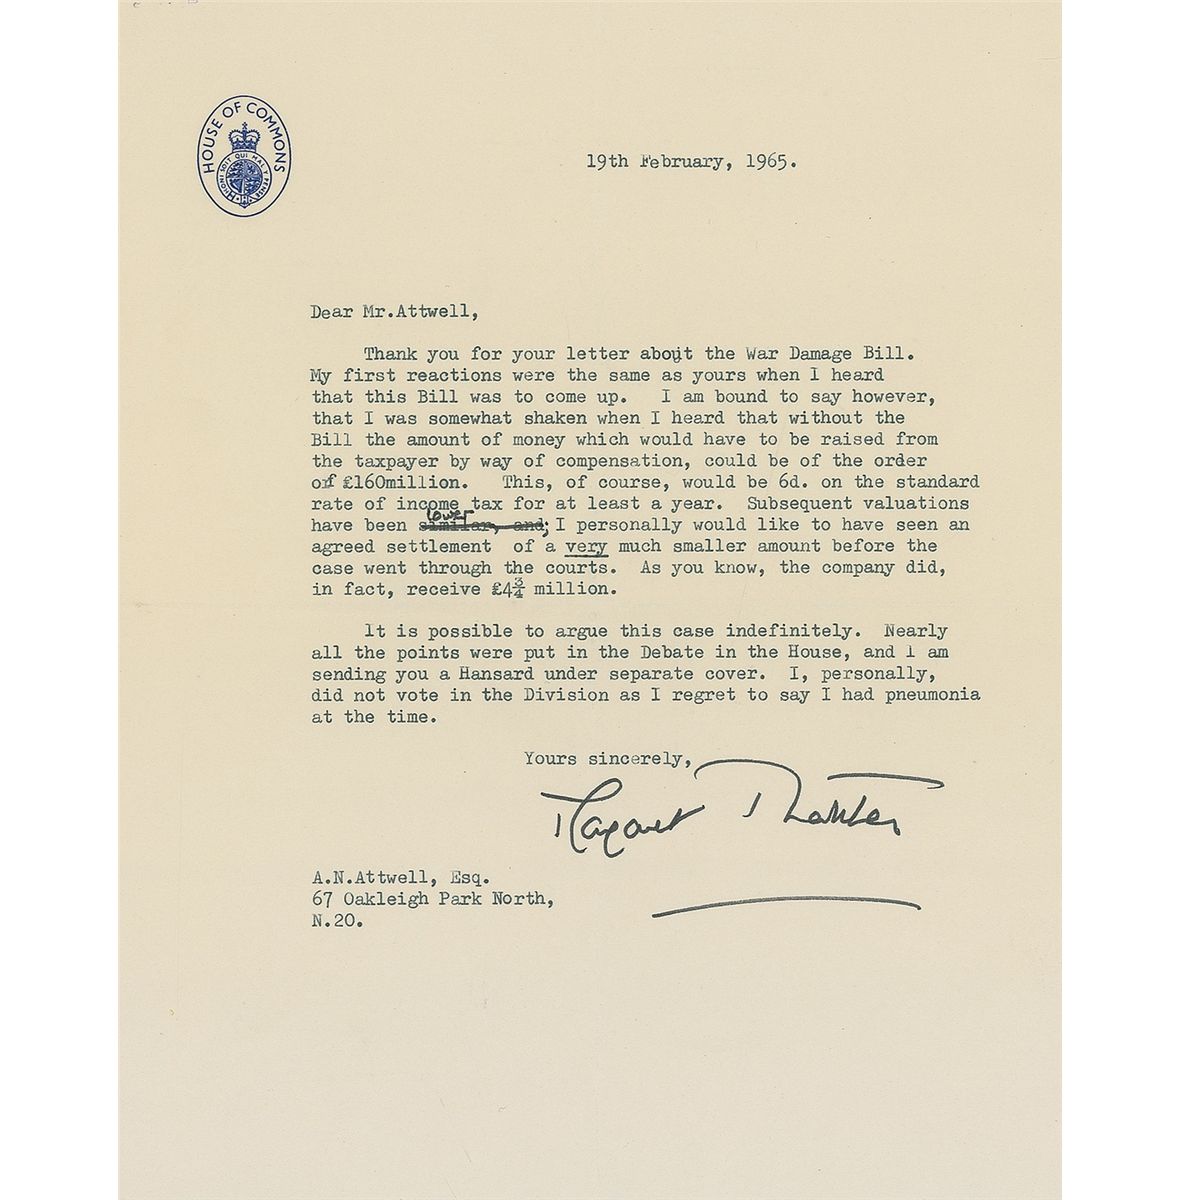 HOUSE OF COMMONS
HONI SOIT QUI MAL Y PENSE
19th February, 1965.
Dear Mr.Attwell,
Thank you for your letter about the War Damage Bill.
My first reactions were the same as yours when I heard
that this Bill was to come up. I am bound to say however,
that I was somewhat shaken when I heard that without the
Bill the amount of money which would have to be raised from
the taxpayer by way of compensation, could be of the order
of £160million. This, of course, would be 6d. on the standard
rate of income tax for at least a year. Subsequent valuations
lower
have been similar, and; I personally would like to have seen an
agreed settlement of a very much smaller amount before the
case went through the courts. As you know, the company did,
in fact, receive £4¾ million.
It is possible to argue this case indefinitely. Nearly
all the points were put in the Debate in the House, and I am
sending you a Hansard under separate cover. I, personally,
did not vote in the Division as I regret to say I had pneumonia
at the time.
Yours sincerely,
Margaret Thatcher
A.N.Attwell, Esq.
67 Oakleigh Park North,
N.20.